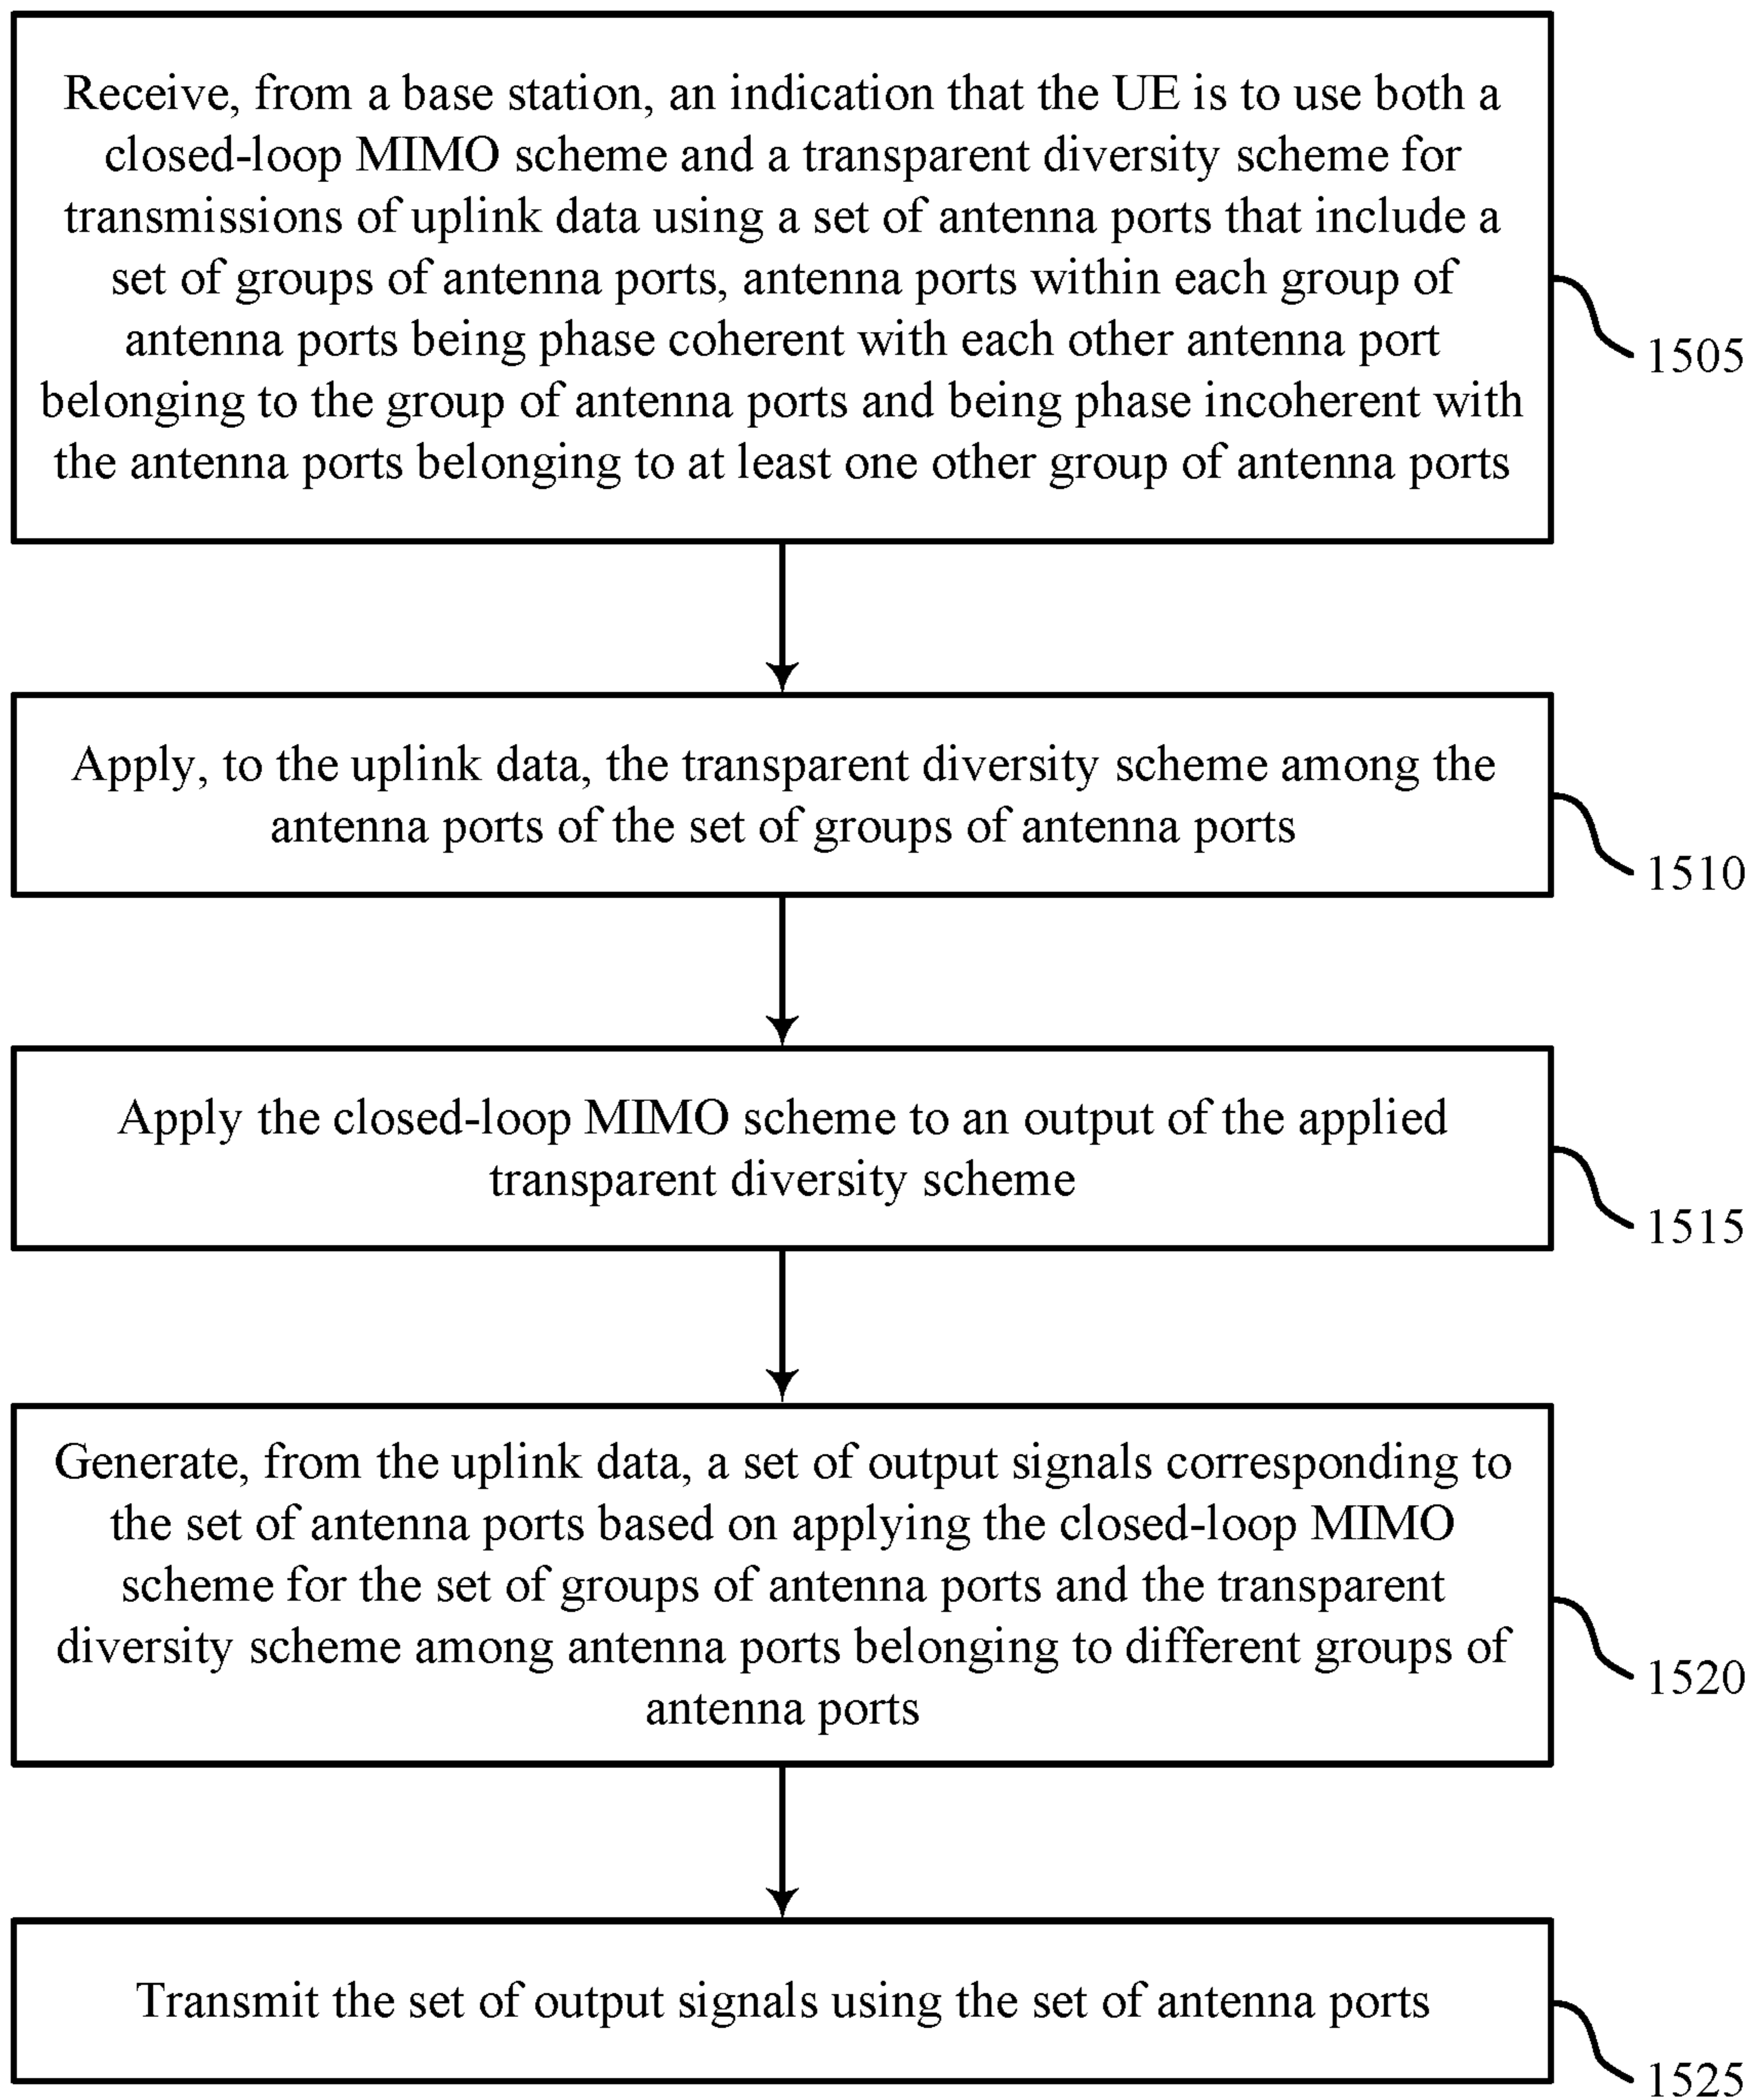 Receive, from a base station, an indication that the UE is to use both a
closed-loop MIMO scheme and a transparent diversity scheme for
transmissions of uplink data using a set of antenna ports that include a
set of groups of antenna ports, antenna ports within each group of
antenna ports being phase coherent with each other antenna port
belonging to the group of antenna ports and being phase incoherent with
the antenna ports belonging to at least one other group of antenna ports
1505
Apply, to the uplink data, the transparent diversity scheme among the
antenna ports of the set of groups of antenna ports
1510
Apply the closed-loop MIMO scheme to an output of the applied
transparent diversity scheme
1515
Generate, from the uplink data, a set of output signals corresponding to
the set of antenna ports based on applying the closed-loop MIMO
scheme for the set of groups of antenna ports and the transparent
diversity scheme among antenna ports belonging to different groups of
antenna ports
1520
Transmit the set of output signals using the set of antenna ports
1525